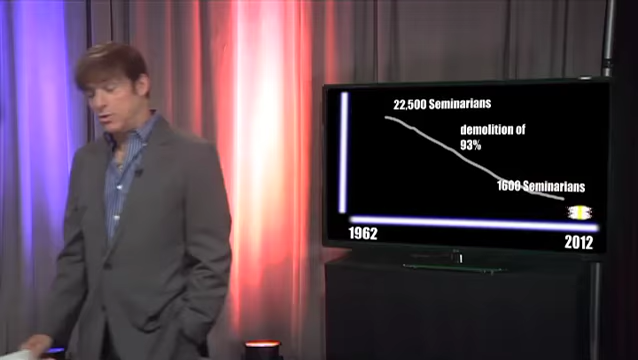 22,500 Seminarians
demolition of
93%
1600 Seminarians
1962
2012